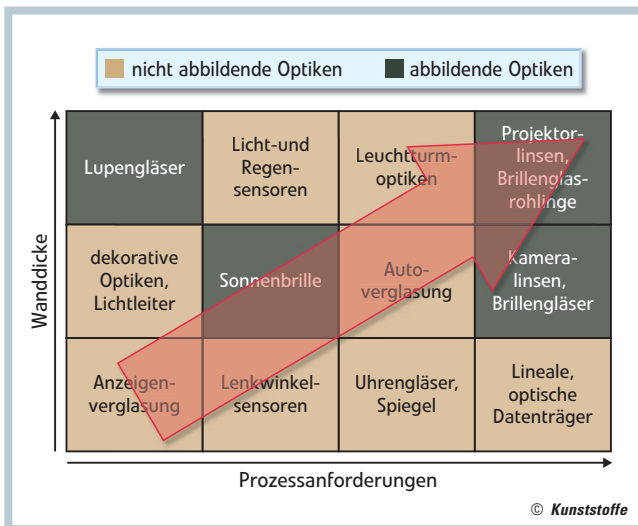 nicht abbildende Optiken
abbildende Optiken
Wanddicke
Lupengläser
Licht-und
Regen-
sensoren
Leuchtturm-
optiken
Projektor-
linsen,
Brillenglas-
rohlinge
dekorative
Optiken,
Lichtleiter
Sonnenbrille
Auto-
verglasung
Kamera-
linsen,
Brillengläser
Anzeigen-
verglasung
Lenkwinkel-
sensoren
Uhrengläser,
Spiegel
Lineale,
optische
Datenträger
Prozessanforderungen
© Kunststoffe